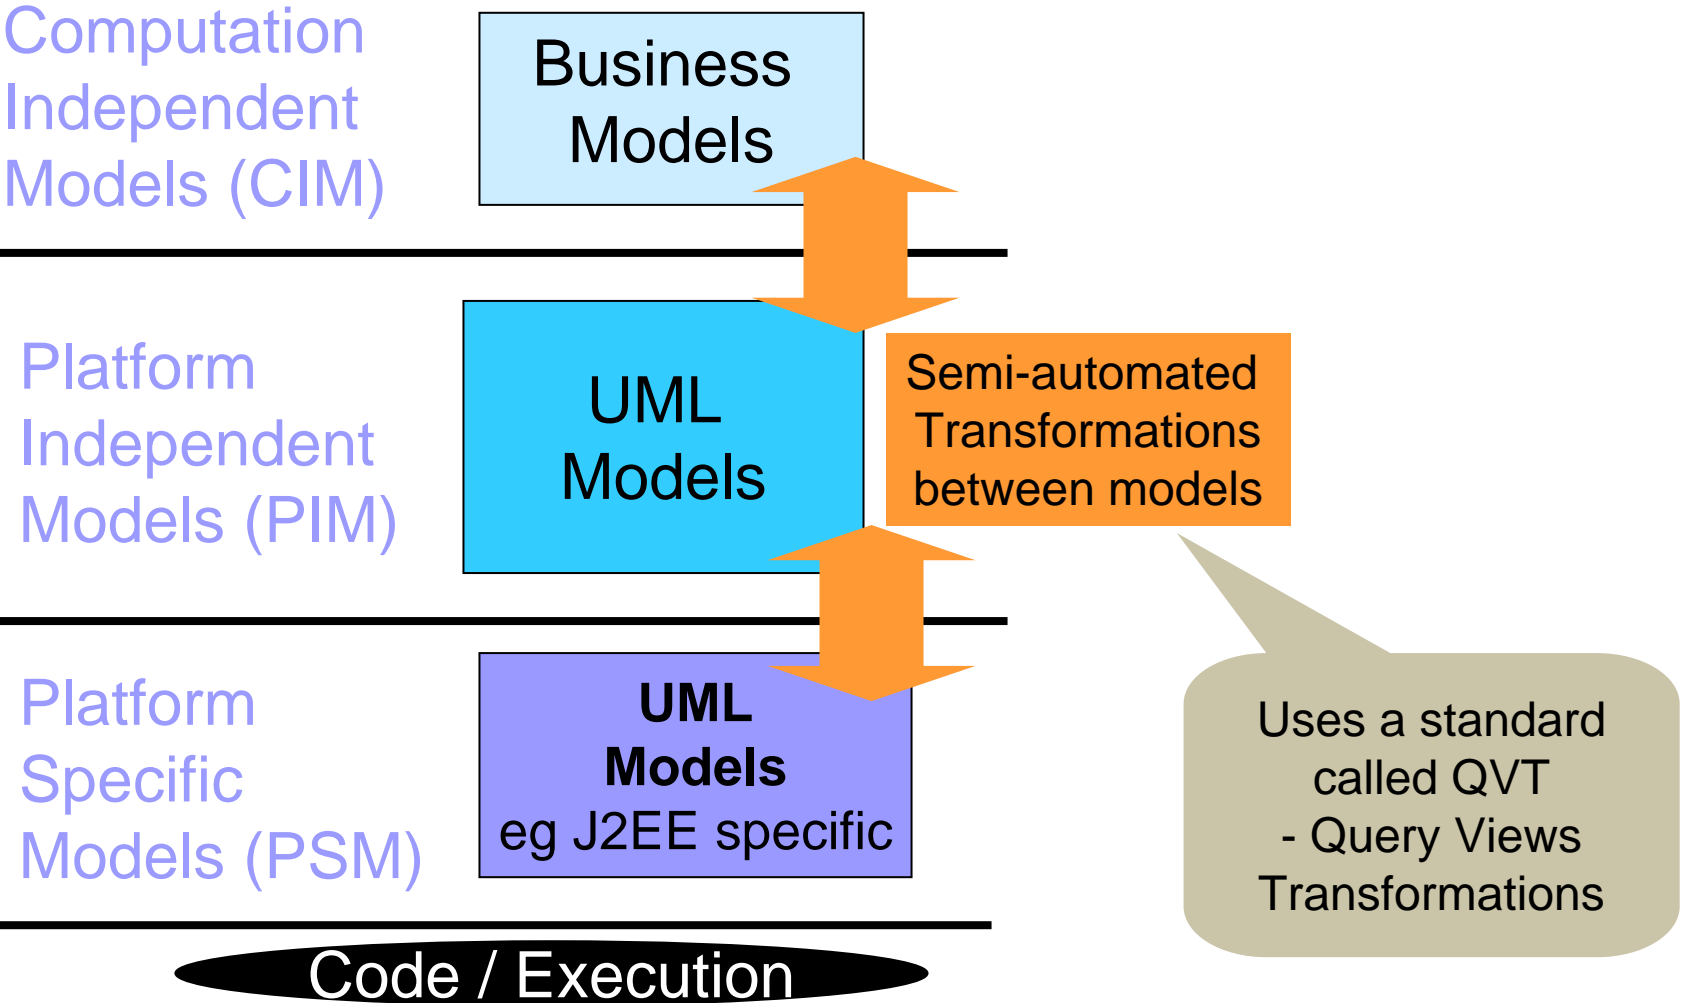 Computation
Independent
Models (CIM)
Business
Models
Platform
Independent
Models (PIM)
UML
Models
Semi-automated
Transformations
between models
Platform
Specific
Models (PSM)
UML
Models
eg J2EE specific
Uses a standard
called QVT
- Query Views
Transformations
Code / Execution